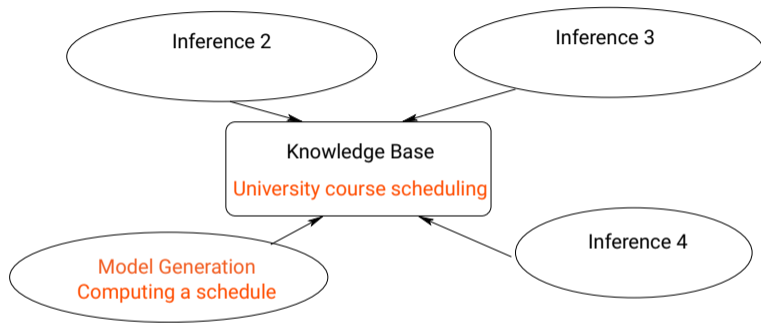 Inference 2
Inference 3
Knowledge Base
University course scheduling
Model Generation
Computing a schedule
Inference 4